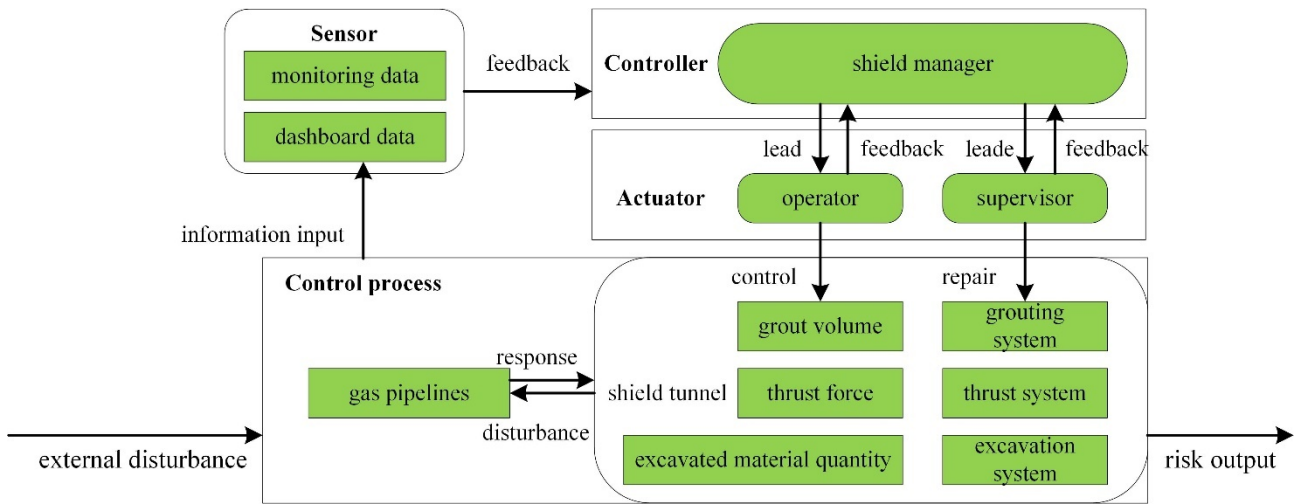 Sensor
monitoring data
dashboard data
feedback
Controller
shield manager
lead
feedback
leade
feedback
Actuator
operator
supervisor
information input
Control process
control
repair
grout volume
grouting
system
response
gas pipelines
shield tunnel
thrust force
thrust system
disturbance
external disturbance
excavated material quantity
excavation
system
risk output